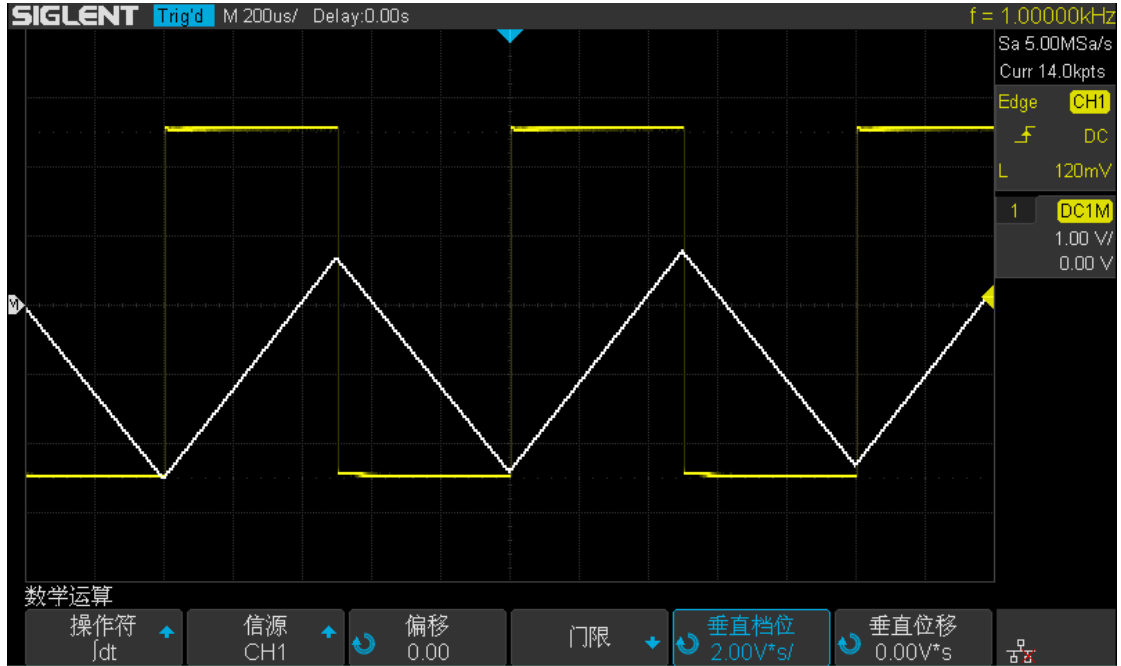 SIGLENT Trig'd M 200us/ Delay:0.00s f = 1.00000kHz
Sa 5.00MSa/s
Curr 14.0kpts
Edge CH1
DC
L 120mV
1 DC1M
1.00 V/
0.00 V
M
数学运算
操作符 信源 偏移 门限 垂直档位 垂直位移
∫dt CH1 0.00 2.00V*s/ 0.00V*s